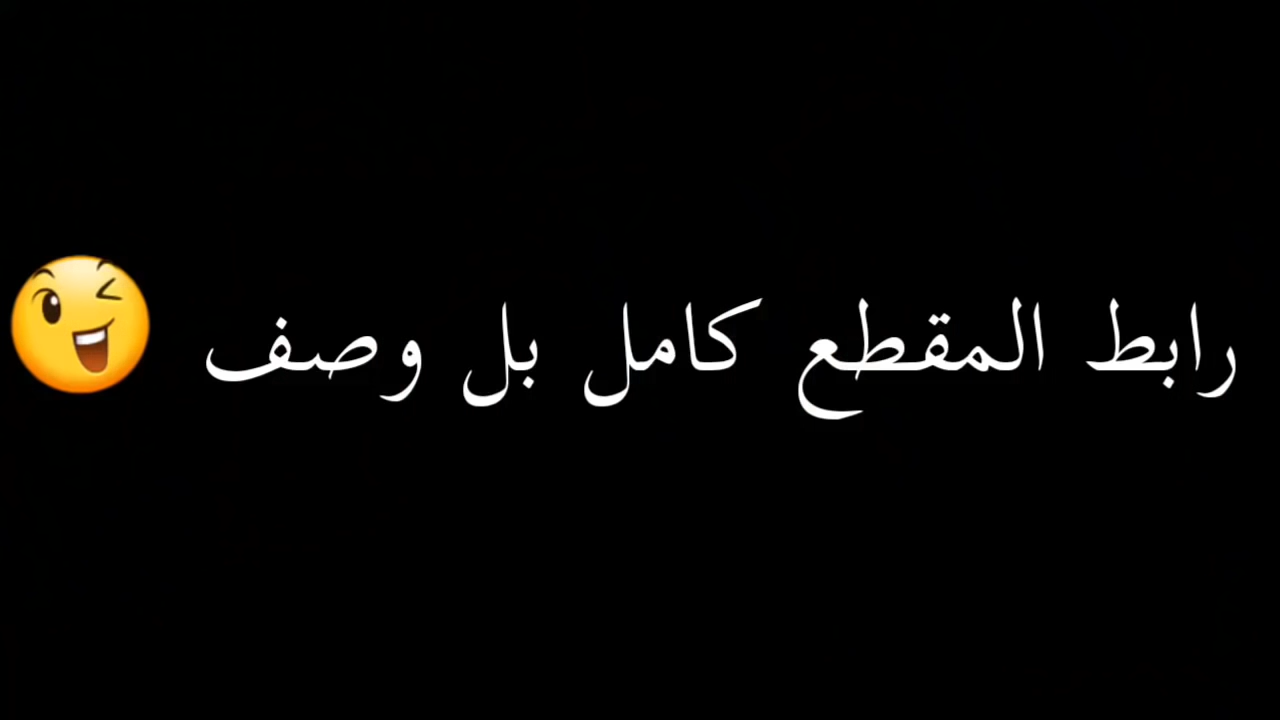 رابط المقطع كامل بل وصف 😉